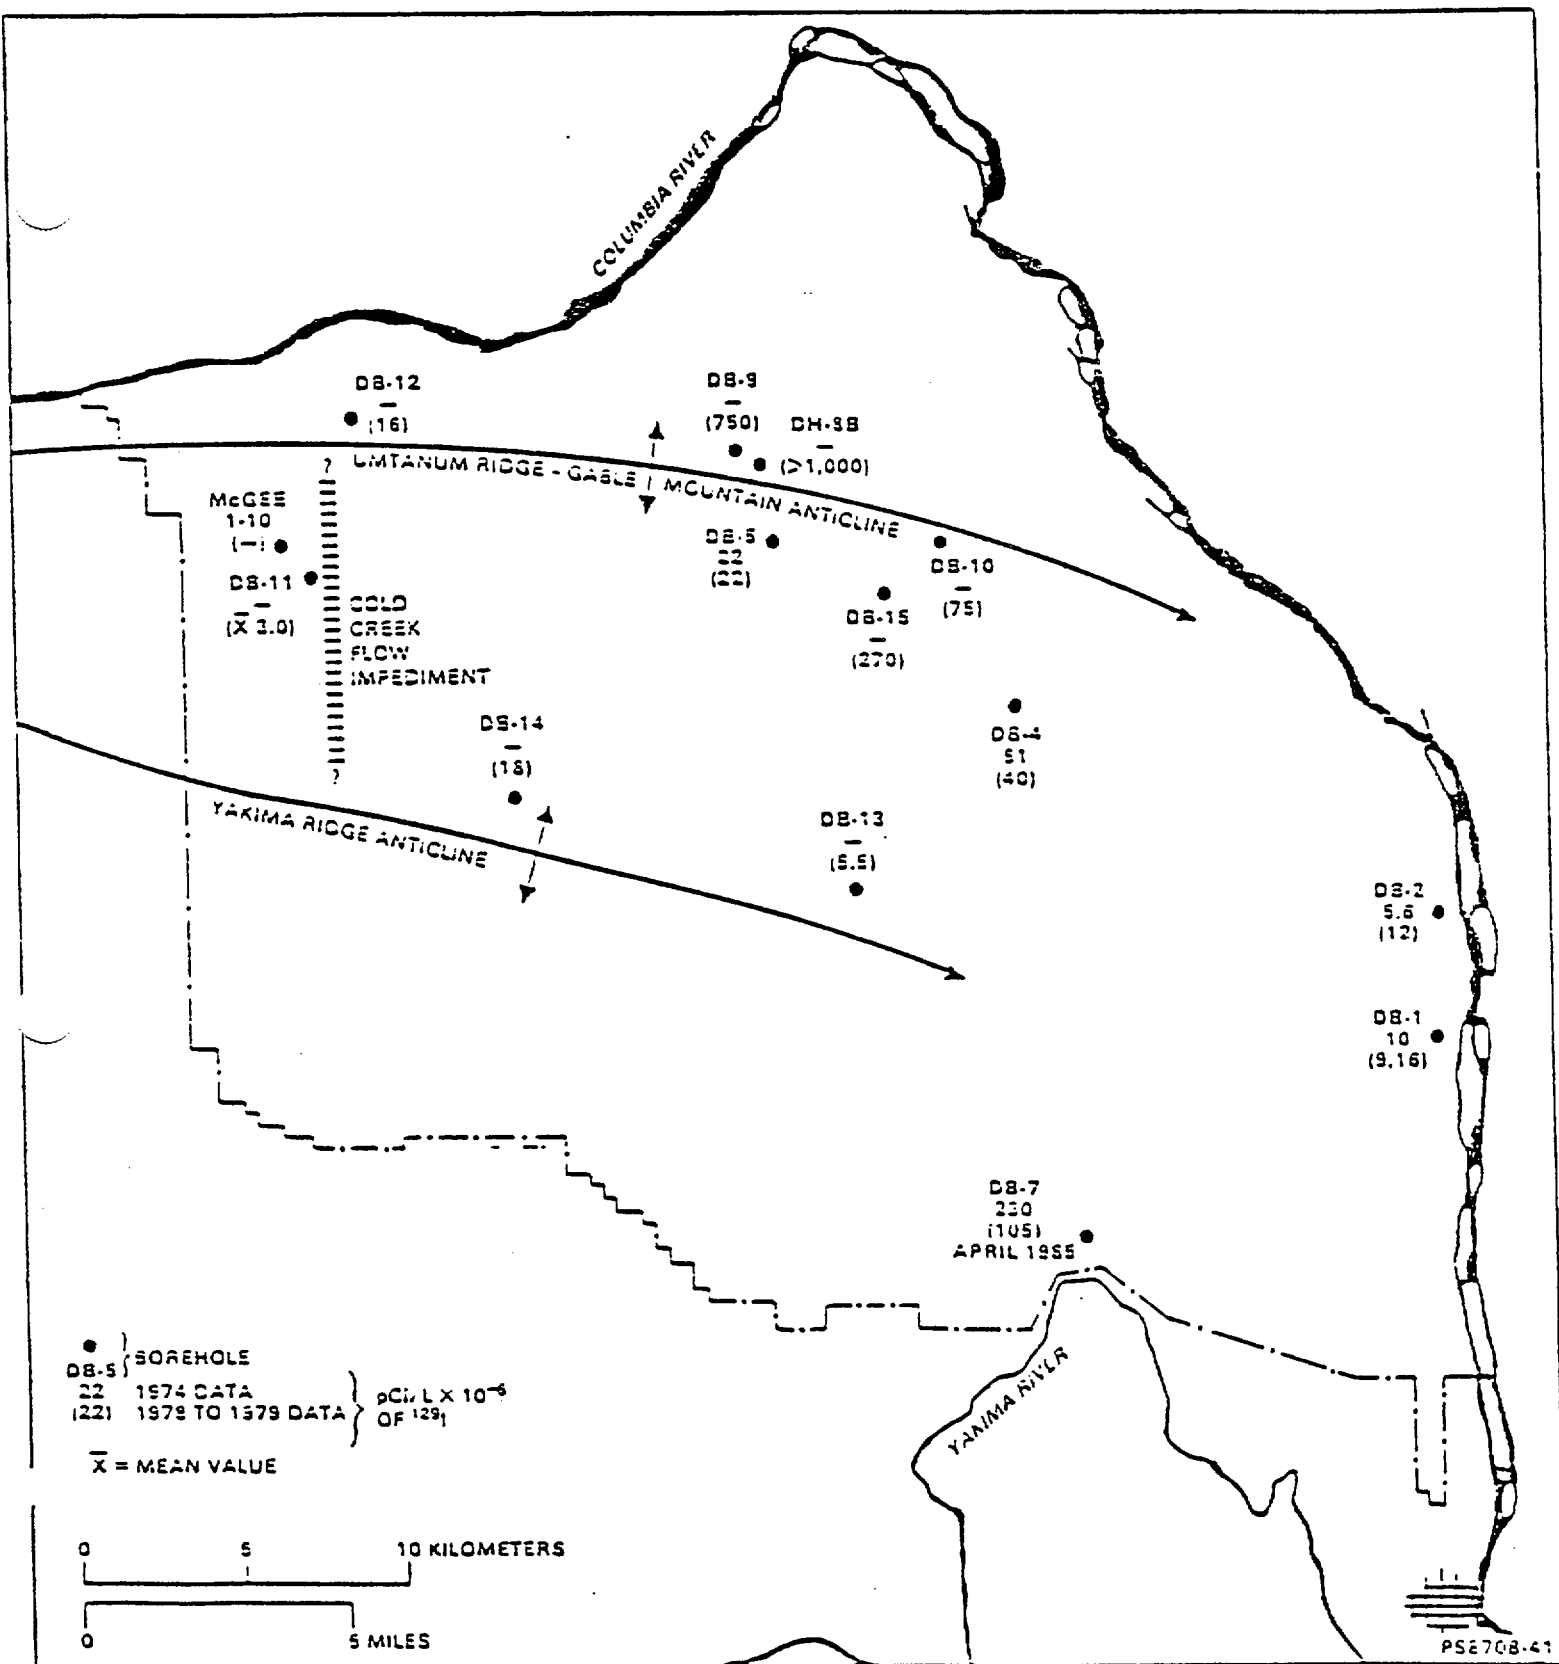 COLUMBIA RIVER
DB-12
–
(16)
DB-9
–
(750)
DH-8B
–
(>1,000)
UMTANUM RIDGE - GABLE MOUNTAIN ANTICLINE
?
McGEE
1-10
(—)
DB-11
–
(X̅ 3.0)
COLD
CREEK
FLOW
IMPEDIMENT
?
DB-5
22
(22)
DB-10
–
(75)
DB-15
–
(270)
DB-4
51
(40)
DB-14
–
(18)
YAKIMA RIDGE ANTICLINE
DB-13
–
(5.5)
DB-2
5.6
(12)
DB-1
10
(9,16)
DB-7
230
(105)
APRIL 1985
YAKIMA RIVER
DB-5 } BOREHOLE
22 1974 DATA
(22) 1978 TO 1979 DATA } pCi/L X 10⁻⁶
OF ¹²⁹I
X̅ = MEAN VALUE
0 5 10 KILOMETERS
0 5 MILES
PS8708-41